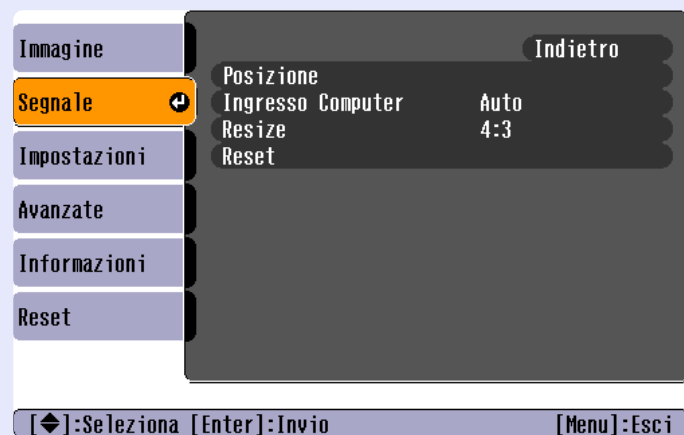 Immagine
Segnale
Impostazioni
Avanzate
Informazioni
Reset
Indietro
Posizione
Ingresso Computer Auto
Resize 4:3
Reset
[◆]:Seleziona [Enter]:Invio [Menu]:Esci